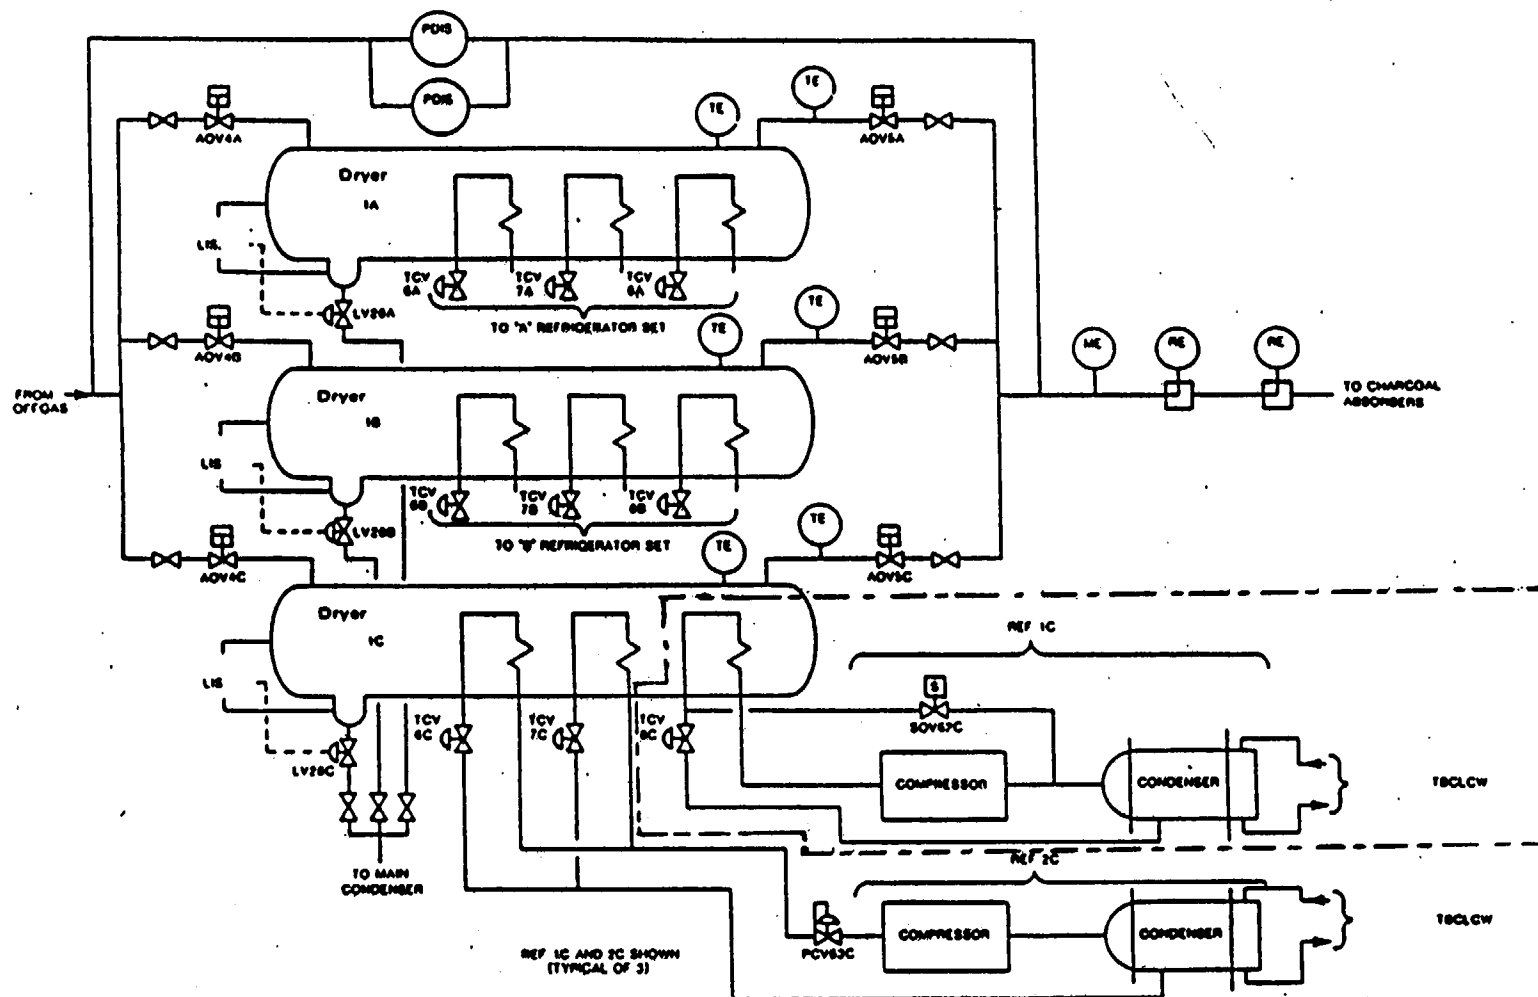 PDIS
PDIS
TE
TE
AOV4A
AOV5A
Dryer
1A
LIS
TCV
6A
TCV
7A
TCV
8A
LV26A
TO "A" REFRIGERATOR SET
TE
TE
AOV4B
AOV5B
ME
RE
RE
FROM
OFFGAS
TO CHARCOAL
ABSORBERS
Dryer
1B
LIS
TCV
6B
TCV
7B
TCV
8B
LV26B
TO "B" REFRIGERATOR SET
TE
TE
AOV4C
AOV5C
Dryer
1C
REF 1C
LIS
S
TCV
6C
TCV
7C
TCV
8C
SOV62C
LV26C
COMPRESSOR
CONDENSER
TBCLCW
TO MAIN
CONDENSER
REF 2C
COMPRESSOR
CONDENSER
TBCLCW
PCV63C
REF 1C AND 2C SHOWN
(TYPICAL OF 3)